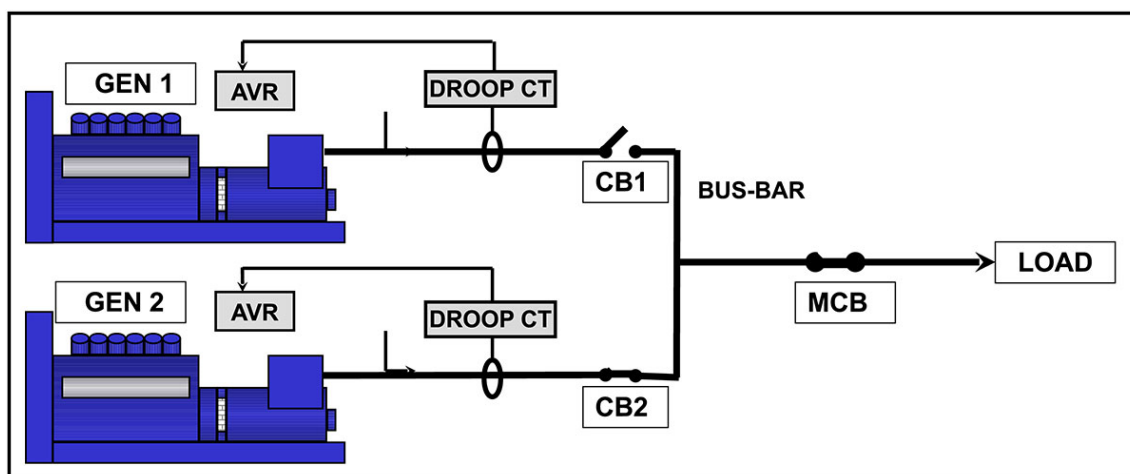 GEN 1
AVR
DROOP CT
CB1
BUS-BAR
LOAD
MCB
GEN 2
AVR
DROOP CT
CB2